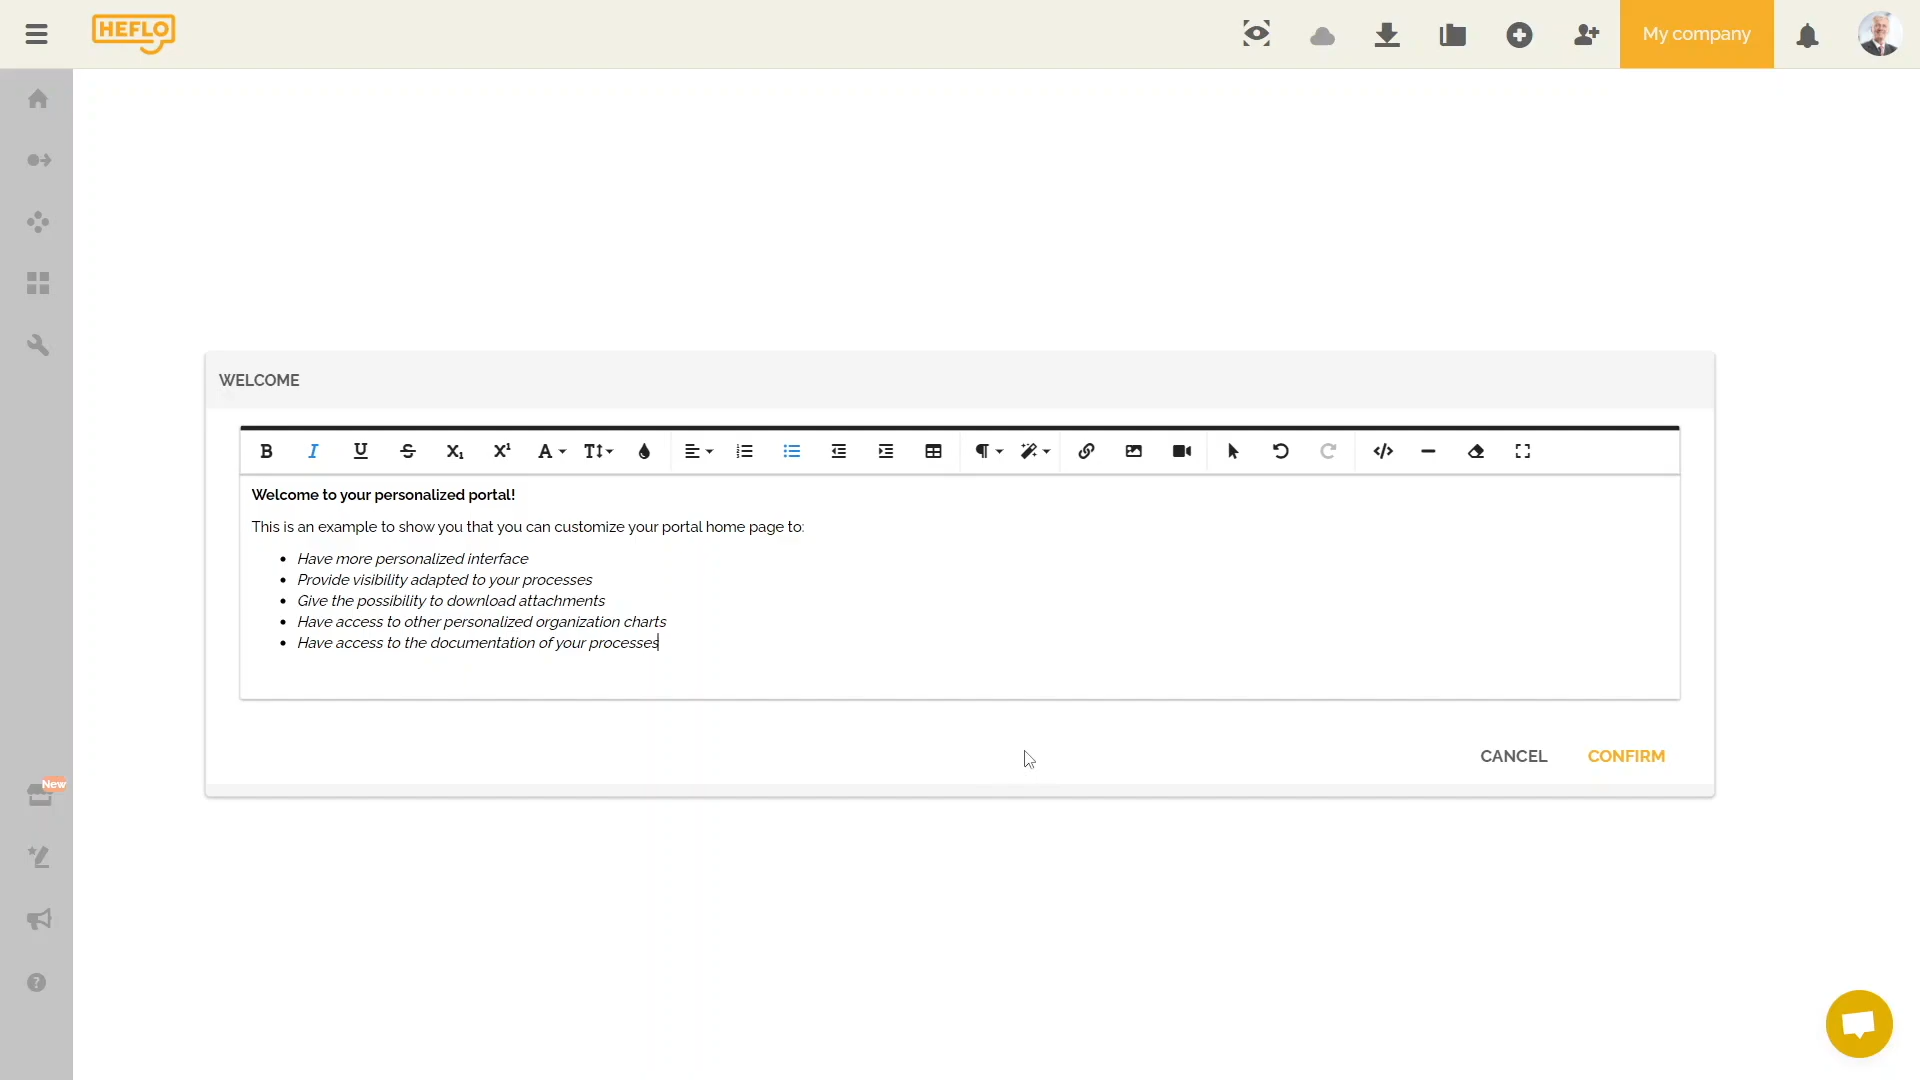 HEFLO
My company
WELCOME
Welcome to your personalized portal!
This is an example to show you that you can customize your portal home page to:
• Have more personalized interface
• Provide visibility adapted to your processes
• Give the possibility to download attachments
• Have access to other personalized organization charts
• Have access to the documentation of your processes
CANCEL CONFIRM
New